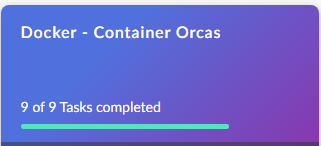 Docker - Container Orcas
9 of 9 Tasks completed